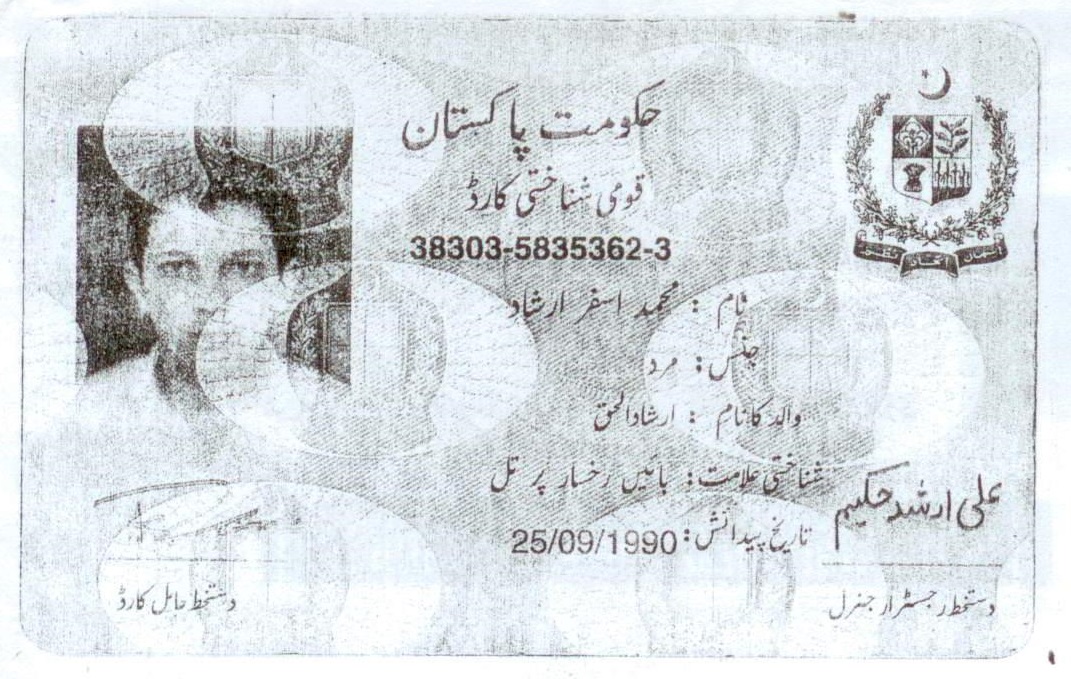 حکومت پاکستان
قومی شناختی کارڈ
38303-5835362-3
نام : محمد اسفر ارشاد
جنس : مرد
والد کا نام : ارشادالحق
شناختی علامت : بائیں رخسار پر تل
تاریخ پیدائش : 25/09/1990
علی ارشد حکیم
دستخط حامل کارڈ
دستخط رجسٹرار جنرل